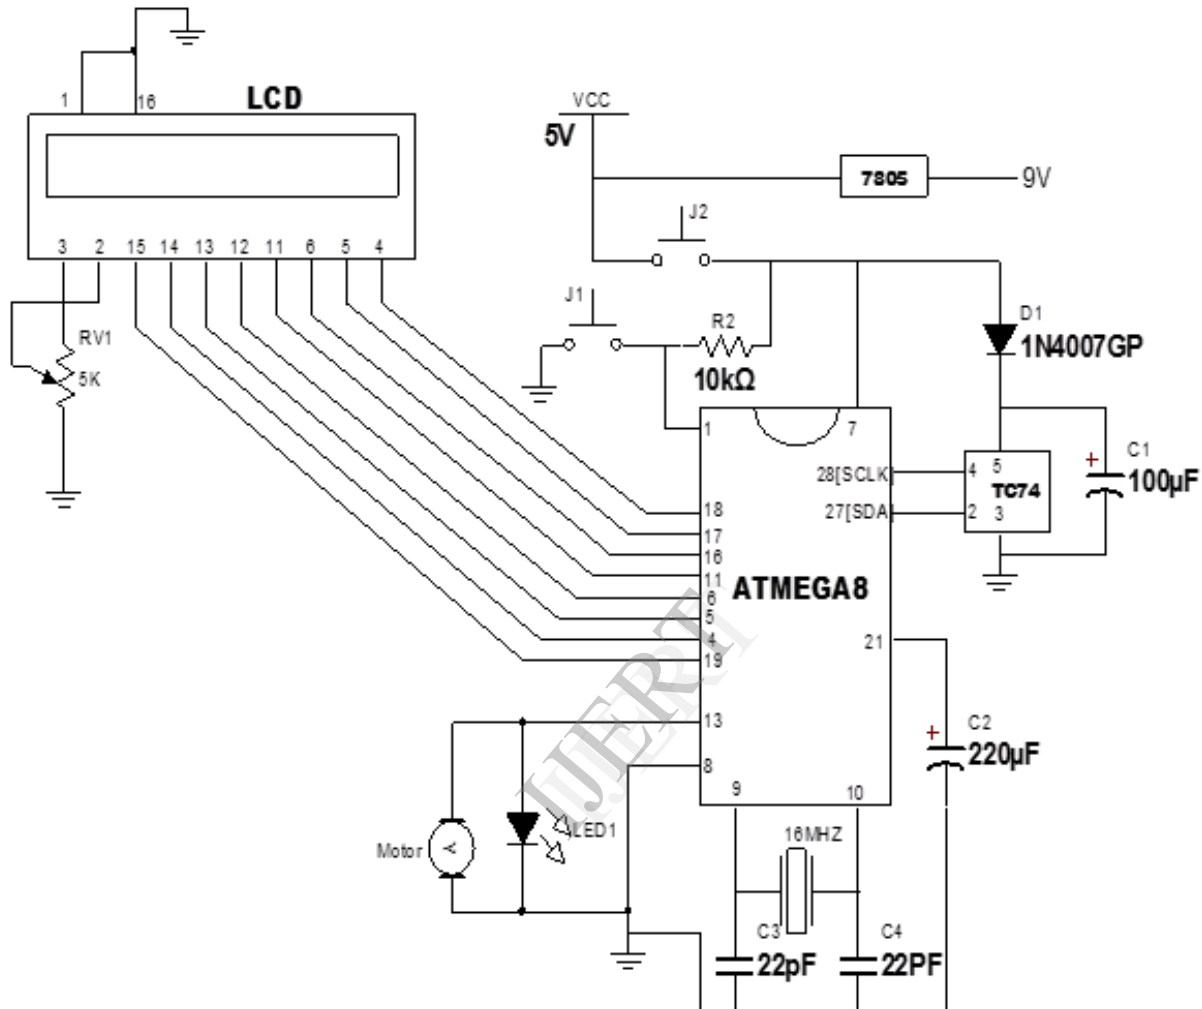 1
16
LCD
3
2
15
14
13
12
11
6
5
4
RV1
5K
VCC
5V
7805
9V
J2
J1
R2
10kΩ
D1
1N4007GP
1
7
28[SCLK
27[SDA
4
5
TC74
2
3
C1
+
100µF
18
17
16
11
6
5
4
19
ATMEGA8
21
13
8
9
10
C2
+
220µF
Motor
A
LED1
16MHZ
C3
22pF
C4
22PF
IJERT